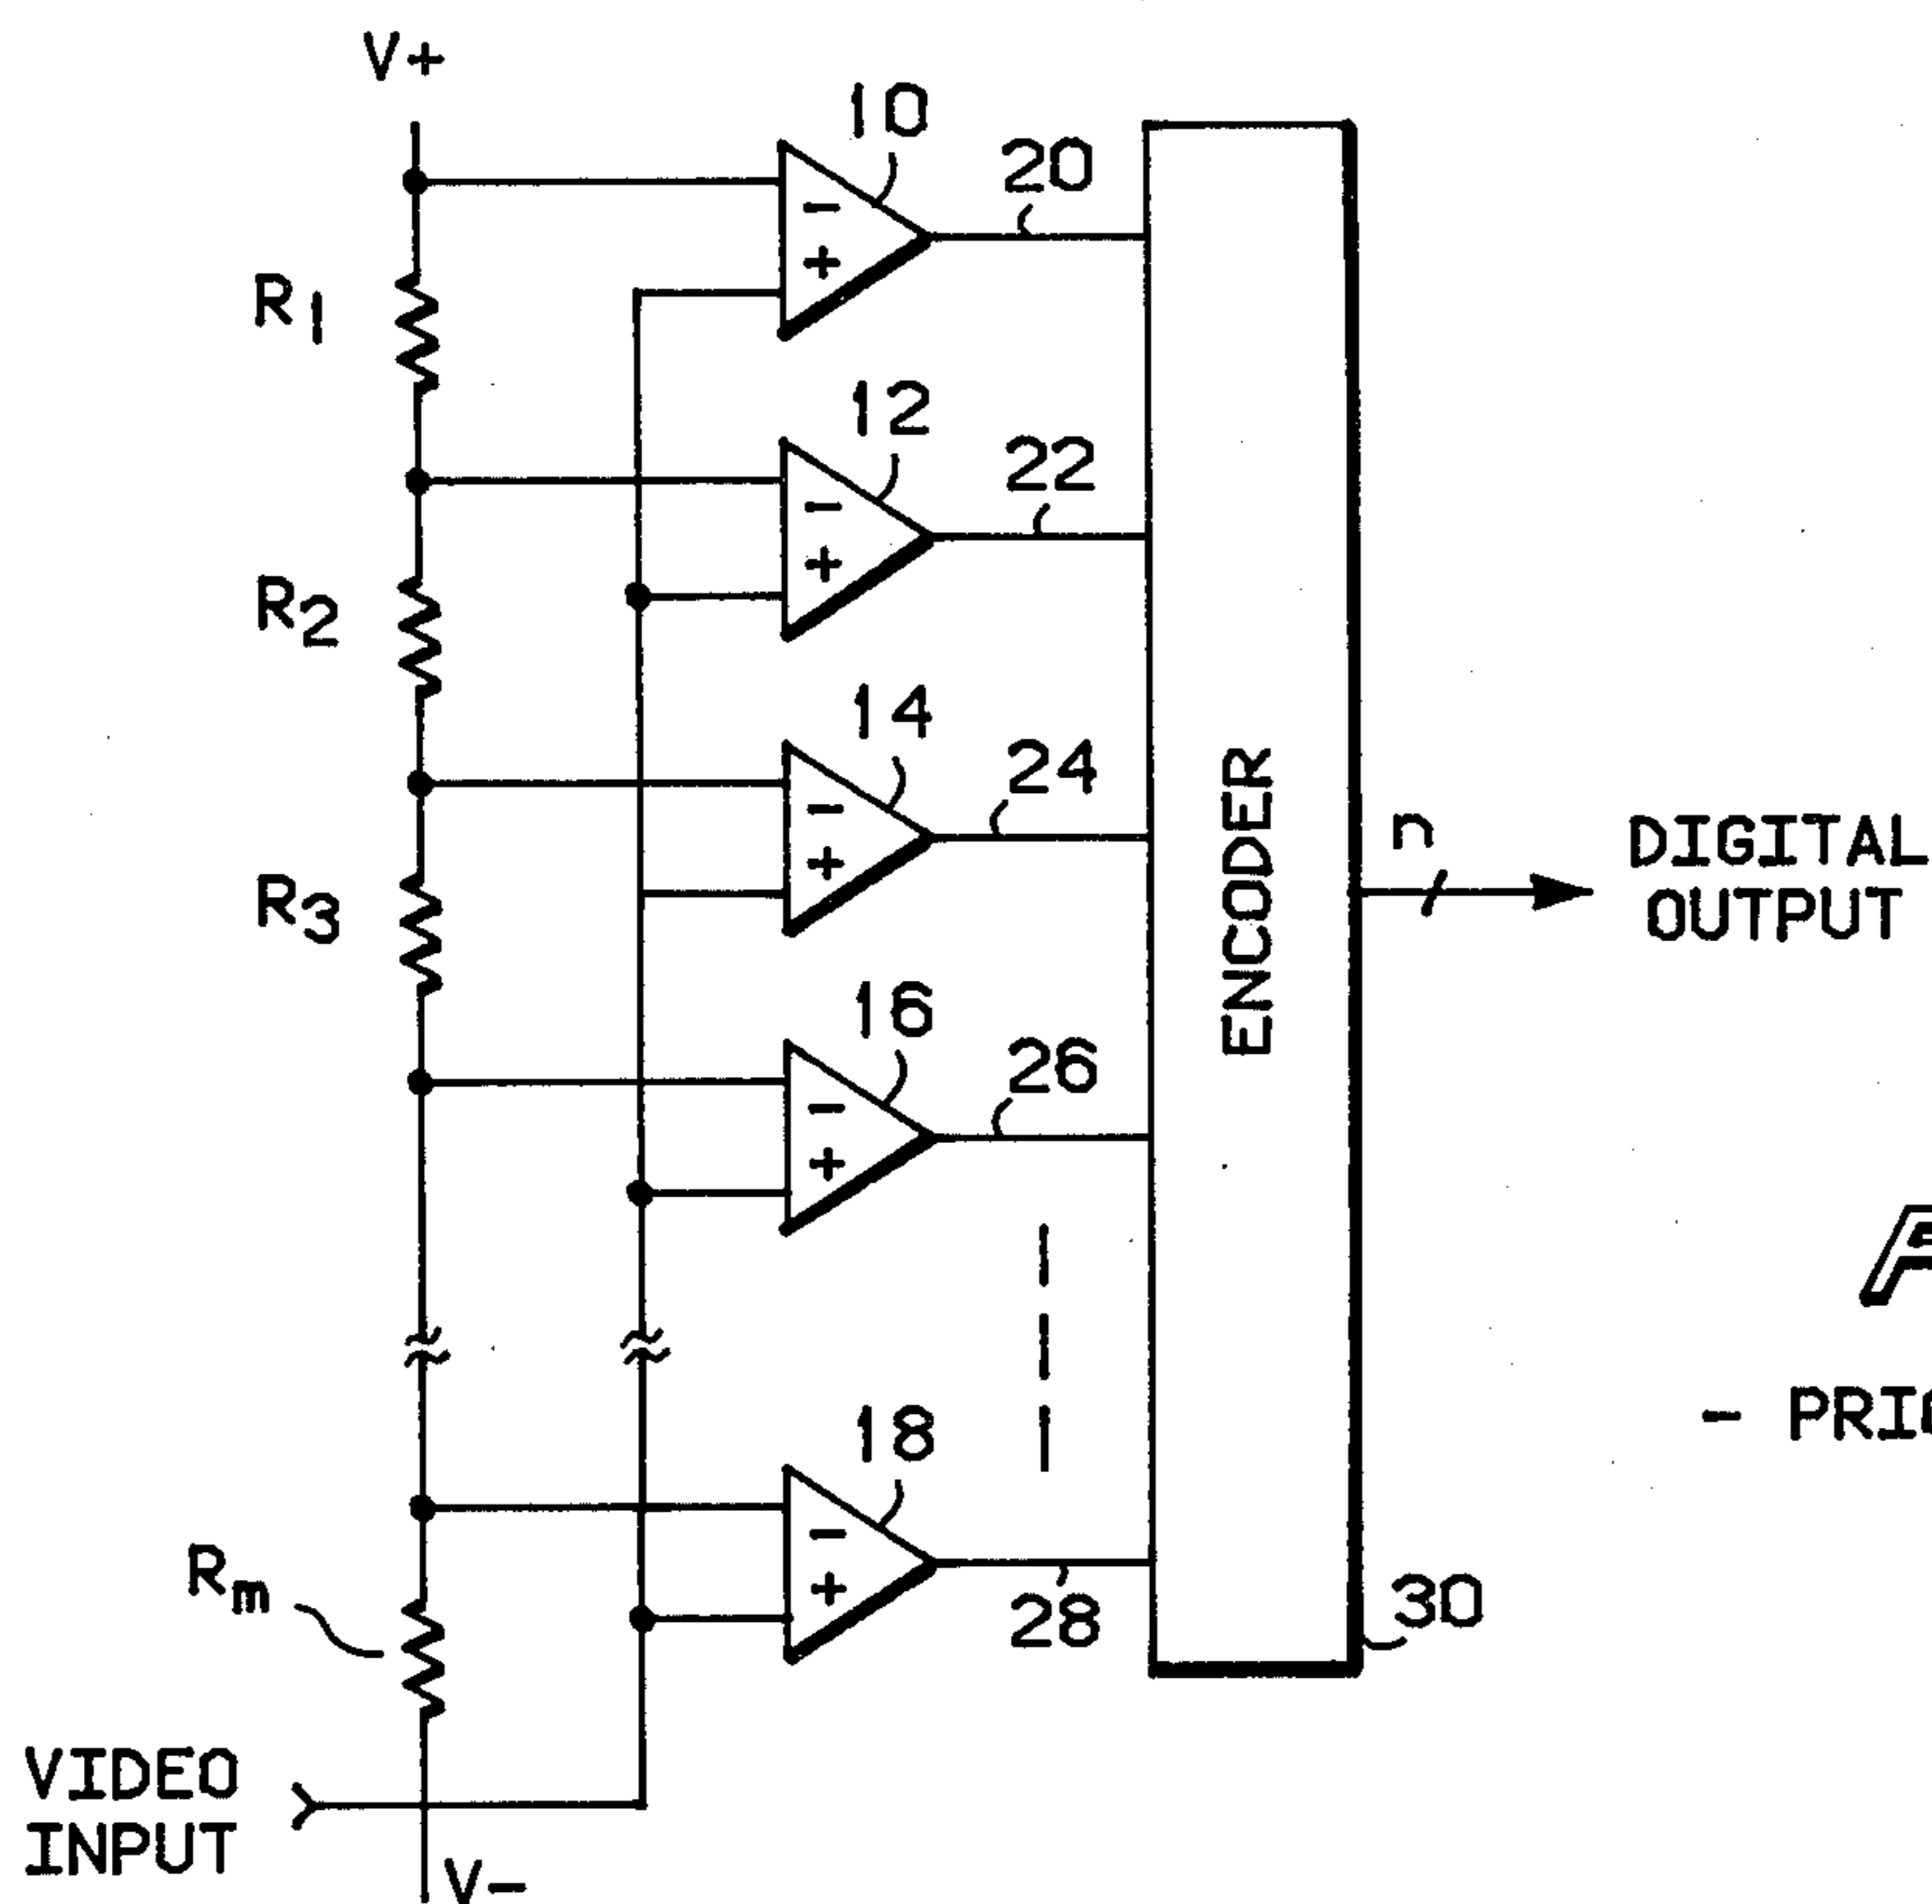 V+
10
20
R1
12
22
R2
14
24
R3
ENCODER
n
DIGITAL
OUTPUT
16
26
18
Rm
28
30
VIDEO
INPUT
V-